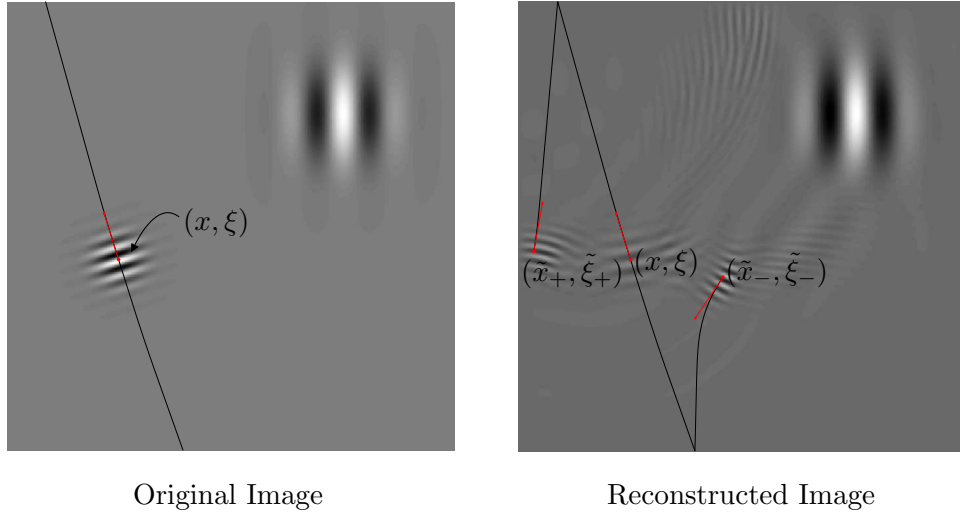 (x, ξ)
(x̃₊, ξ̃₊) (x, ξ) (x̃₋, ξ̃₋)
Original Image
Reconstructed Image